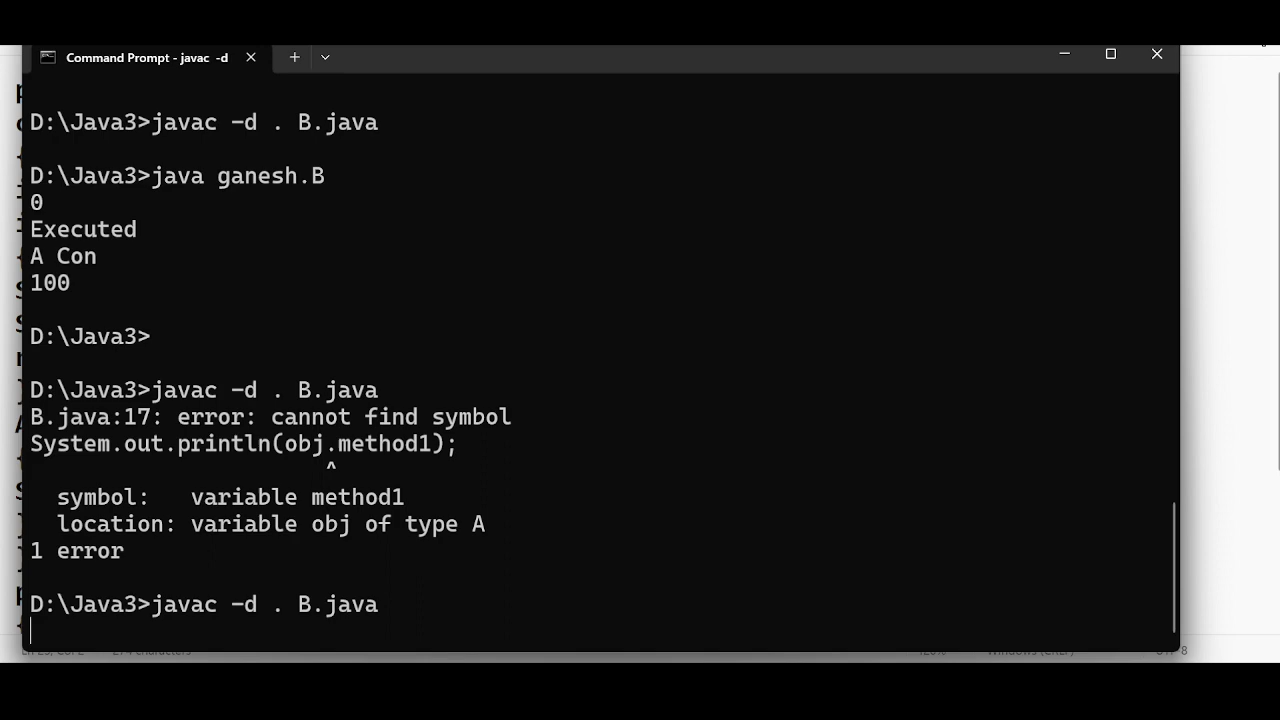 Command Prompt - javac -d
D:\Java3>javac -d . B.java
D:\Java3>java ganesh.B
0
Executed
A Con
100
D:\Java3>
D:\Java3>javac -d . B.java
B.java:17: error: cannot find symbol
System.out.println(obj.method1);
^
symbol: variable method1
location: variable obj of type A
1 error
D:\Java3>javac -d . B.java